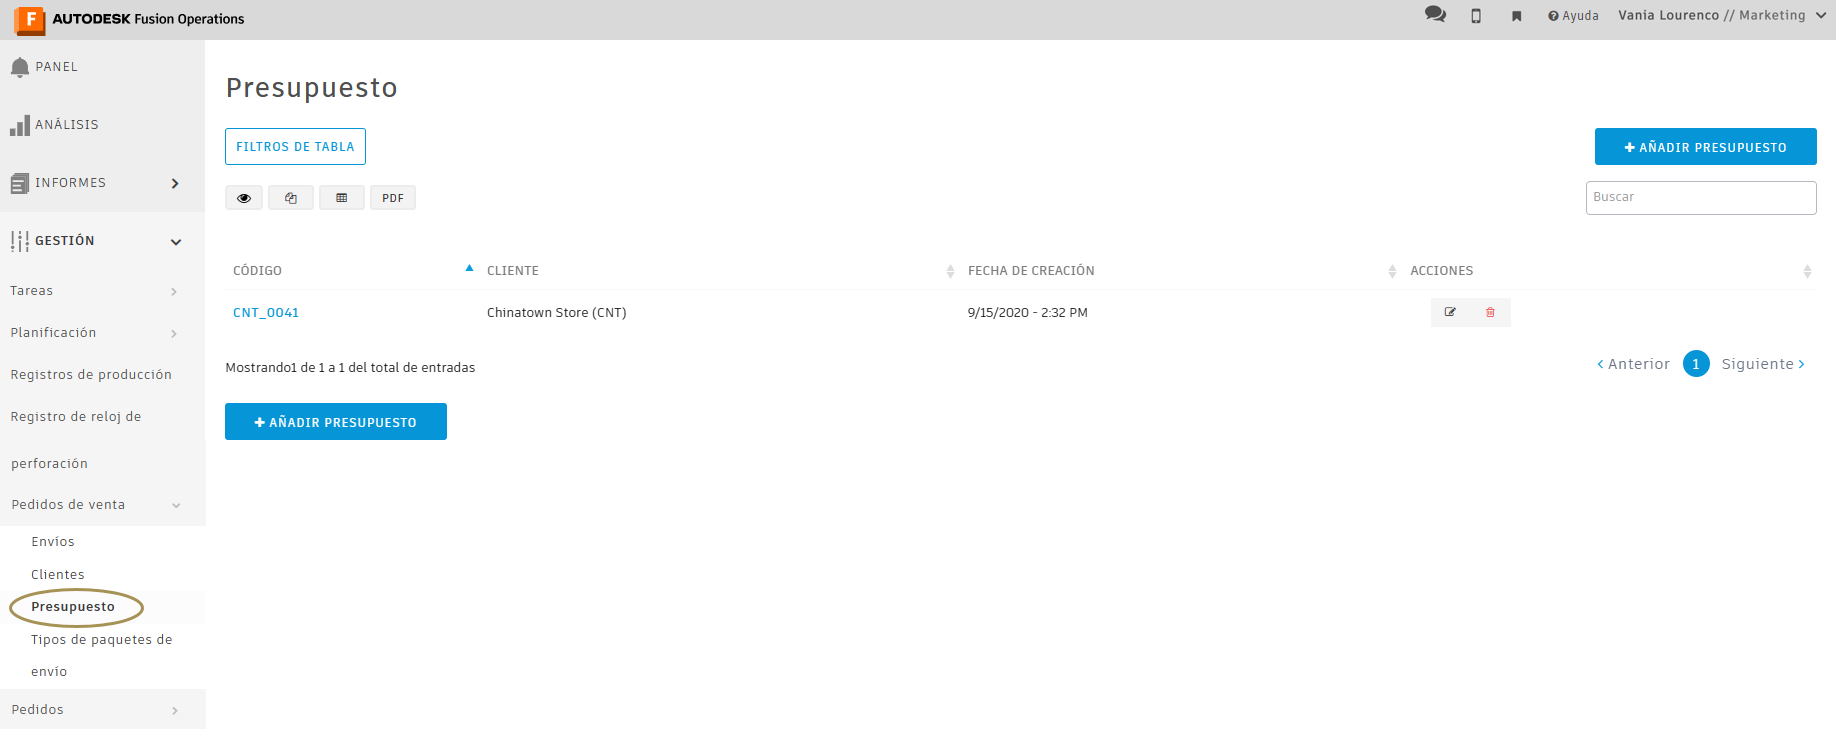 F AUTODESK Fusion Operations
Ayuda
Vania Lourenco // Marketing
PANEL
ANÁLISIS
INFORMES
GESTIÓN
Tareas
Planificación
Registros de producción
Registro de reloj de
perforación
Pedidos de venta
Envíos
Clientes
Presupuesto
Tipos de paquetes de
envío
Pedidos
Presupuesto
FILTROS DE TABLA
+ AÑADIR PRESUPUESTO
PDF
Buscar
CÓDIGO CLIENTE FECHA DE CREACIÓN ACCIONES
CNT_0041 Chinatown Store (CNT) 9/15/2020 - 2:32 PM
Mostrando1 de 1 a 1 del total de entradas
< Anterior 1 Siguiente >
+ AÑADIR PRESUPUESTO